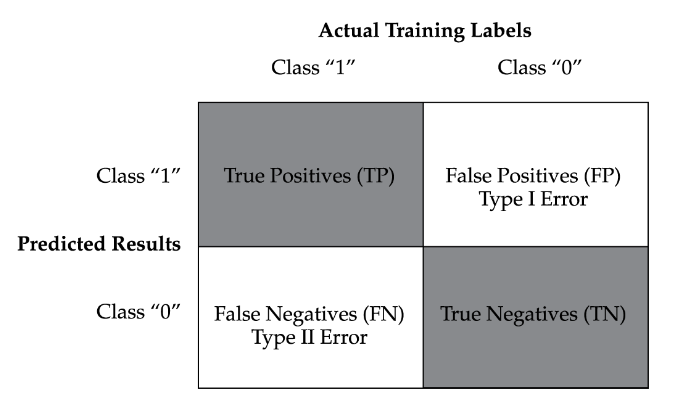 Actual Training Labels
Class “1” Class “0”
Class “1” True Positives (TP) False Positives (FP)
Type I Error
Predicted Results
Class “0” False Negatives (FN) True Negatives (TN)
Type II Error